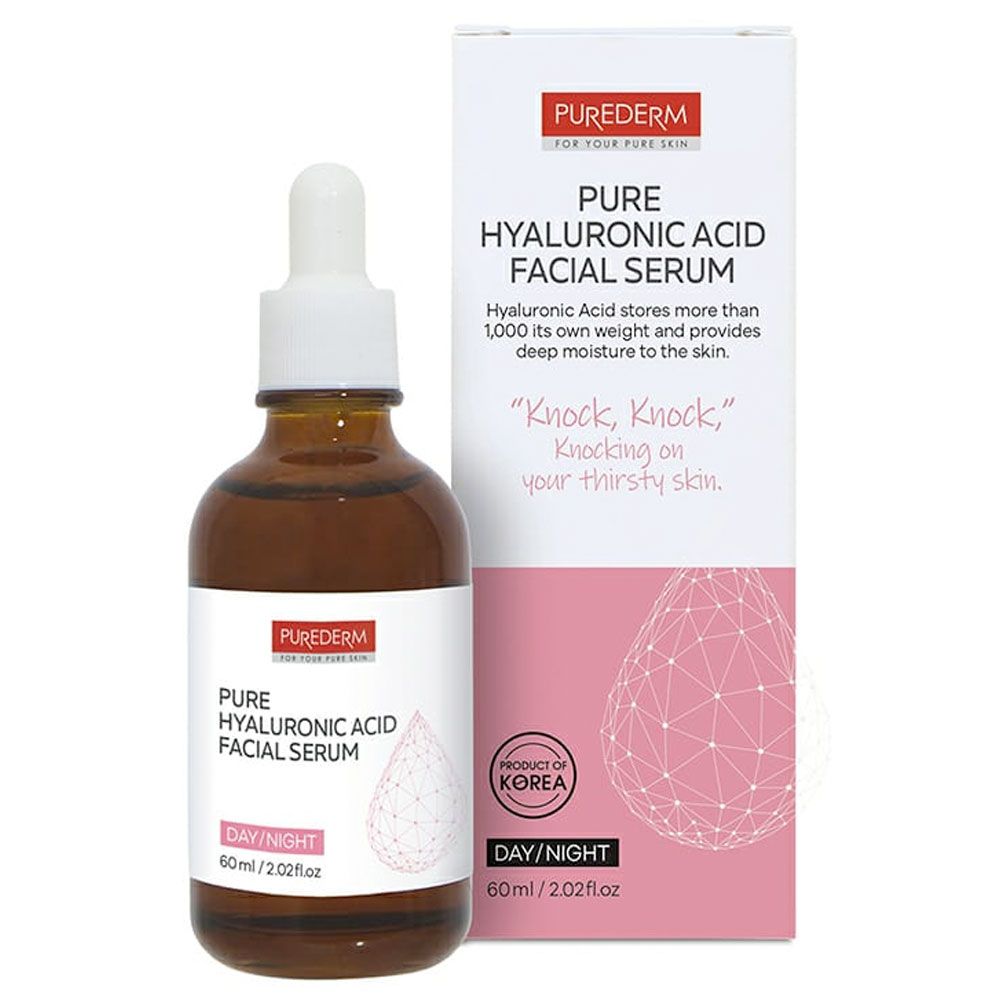 PUREDERM
FOR YOUR PURE SKIN
PURE
HYALURONIC ACID
FACIAL SERUM
Hyaluronic Acid stores more than
1,000 its own weight and provides
deep moisture to the skin.
"Knock, Knock,"
Knocking on
your thirsty skin.
PRODUCT OF
KOREA
DAY/NIGHT
60 ml / 2.02fl.oz
PUREDERM
FOR YOUR PURE SKIN
PURE
HYALURONIC ACID
FACIAL SERUM
DAY/NIGHT
60 ml / 2.02fl.oz